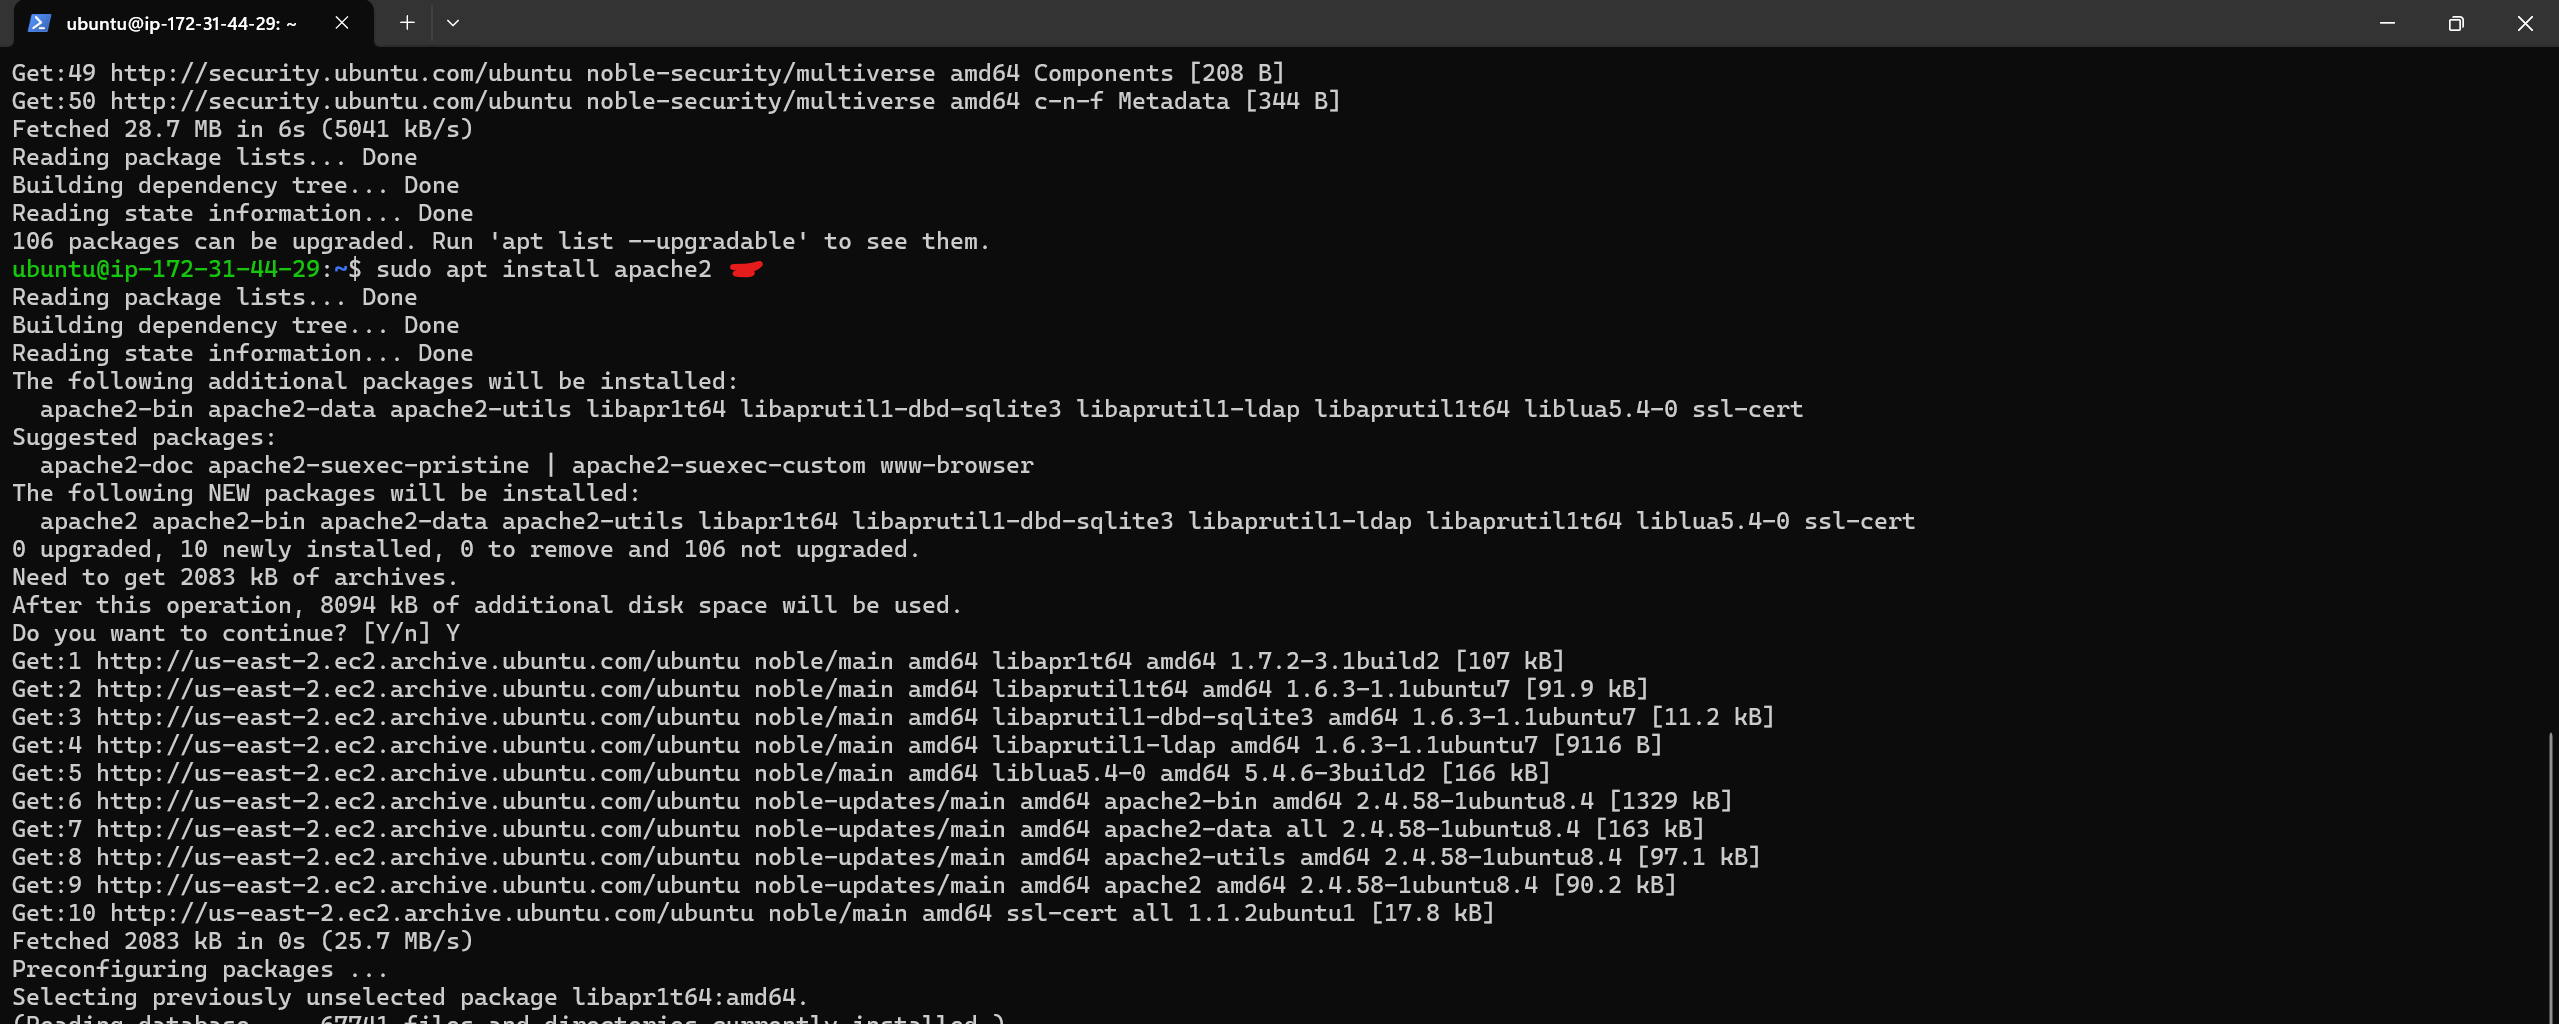 ubuntu@ip-172-31-44-29: ~
Get:49 http://security.ubuntu.com/ubuntu noble-security/multiverse amd64 Components [208 B]
Get:50 http://security.ubuntu.com/ubuntu noble-security/multiverse amd64 c-n-f Metadata [344 B]
Fetched 28.7 MB in 6s (5041 kB/s)
Reading package lists... Done
Building dependency tree... Done
Reading state information... Done
106 packages can be upgraded. Run 'apt list --upgradable' to see them.
ubuntu@ip-172-31-44-29:~$ sudo apt install apache2
Reading package lists... Done
Building dependency tree... Done
Reading state information... Done
The following additional packages will be installed:
  apache2-bin apache2-data apache2-utils libapr1t64 libaprutil1-dbd-sqlite3 libaprutil1-ldap libaprutil1t64 liblua5.4-0 ssl-cert
Suggested packages:
  apache2-doc apache2-suexec-pristine | apache2-suexec-custom www-browser
The following NEW packages will be installed:
  apache2 apache2-bin apache2-data apache2-utils libapr1t64 libaprutil1-dbd-sqlite3 libaprutil1-ldap libaprutil1t64 liblua5.4-0 ssl-cert
0 upgraded, 10 newly installed, 0 to remove and 106 not upgraded.
Need to get 2083 kB of archives.
After this operation, 8094 kB of additional disk space will be used.
Do you want to continue? [Y/n] Y
Get:1 http://us-east-2.ec2.archive.ubuntu.com/ubuntu noble/main amd64 libapr1t64 amd64 1.7.2-3.1build2 [107 kB]
Get:2 http://us-east-2.ec2.archive.ubuntu.com/ubuntu noble/main amd64 libaprutil1t64 amd64 1.6.3-1.1ubuntu7 [91.9 kB]
Get:3 http://us-east-2.ec2.archive.ubuntu.com/ubuntu noble/main amd64 libaprutil1-dbd-sqlite3 amd64 1.6.3-1.1ubuntu7 [11.2 kB]
Get:4 http://us-east-2.ec2.archive.ubuntu.com/ubuntu noble/main amd64 libaprutil1-ldap amd64 1.6.3-1.1ubuntu7 [9116 B]
Get:5 http://us-east-2.ec2.archive.ubuntu.com/ubuntu noble/main amd64 liblua5.4-0 amd64 5.4.6-3build2 [166 kB]
Get:6 http://us-east-2.ec2.archive.ubuntu.com/ubuntu noble-updates/main amd64 apache2-bin amd64 2.4.58-1ubuntu8.4 [1329 kB]
Get:7 http://us-east-2.ec2.archive.ubuntu.com/ubuntu noble-updates/main amd64 apache2-data all 2.4.58-1ubuntu8.4 [163 kB]
Get:8 http://us-east-2.ec2.archive.ubuntu.com/ubuntu noble-updates/main amd64 apache2-utils amd64 2.4.58-1ubuntu8.4 [97.1 kB]
Get:9 http://us-east-2.ec2.archive.ubuntu.com/ubuntu noble-updates/main amd64 apache2 amd64 2.4.58-1ubuntu8.4 [90.2 kB]
Get:10 http://us-east-2.ec2.archive.ubuntu.com/ubuntu noble/main amd64 ssl-cert all 1.1.2ubuntu1 [17.8 kB]
Fetched 2083 kB in 0s (25.7 MB/s)
Preconfiguring packages ...
Selecting previously unselected package libapr1t64:amd64.
(Reading database ... 67741 files and directories currently installed.)